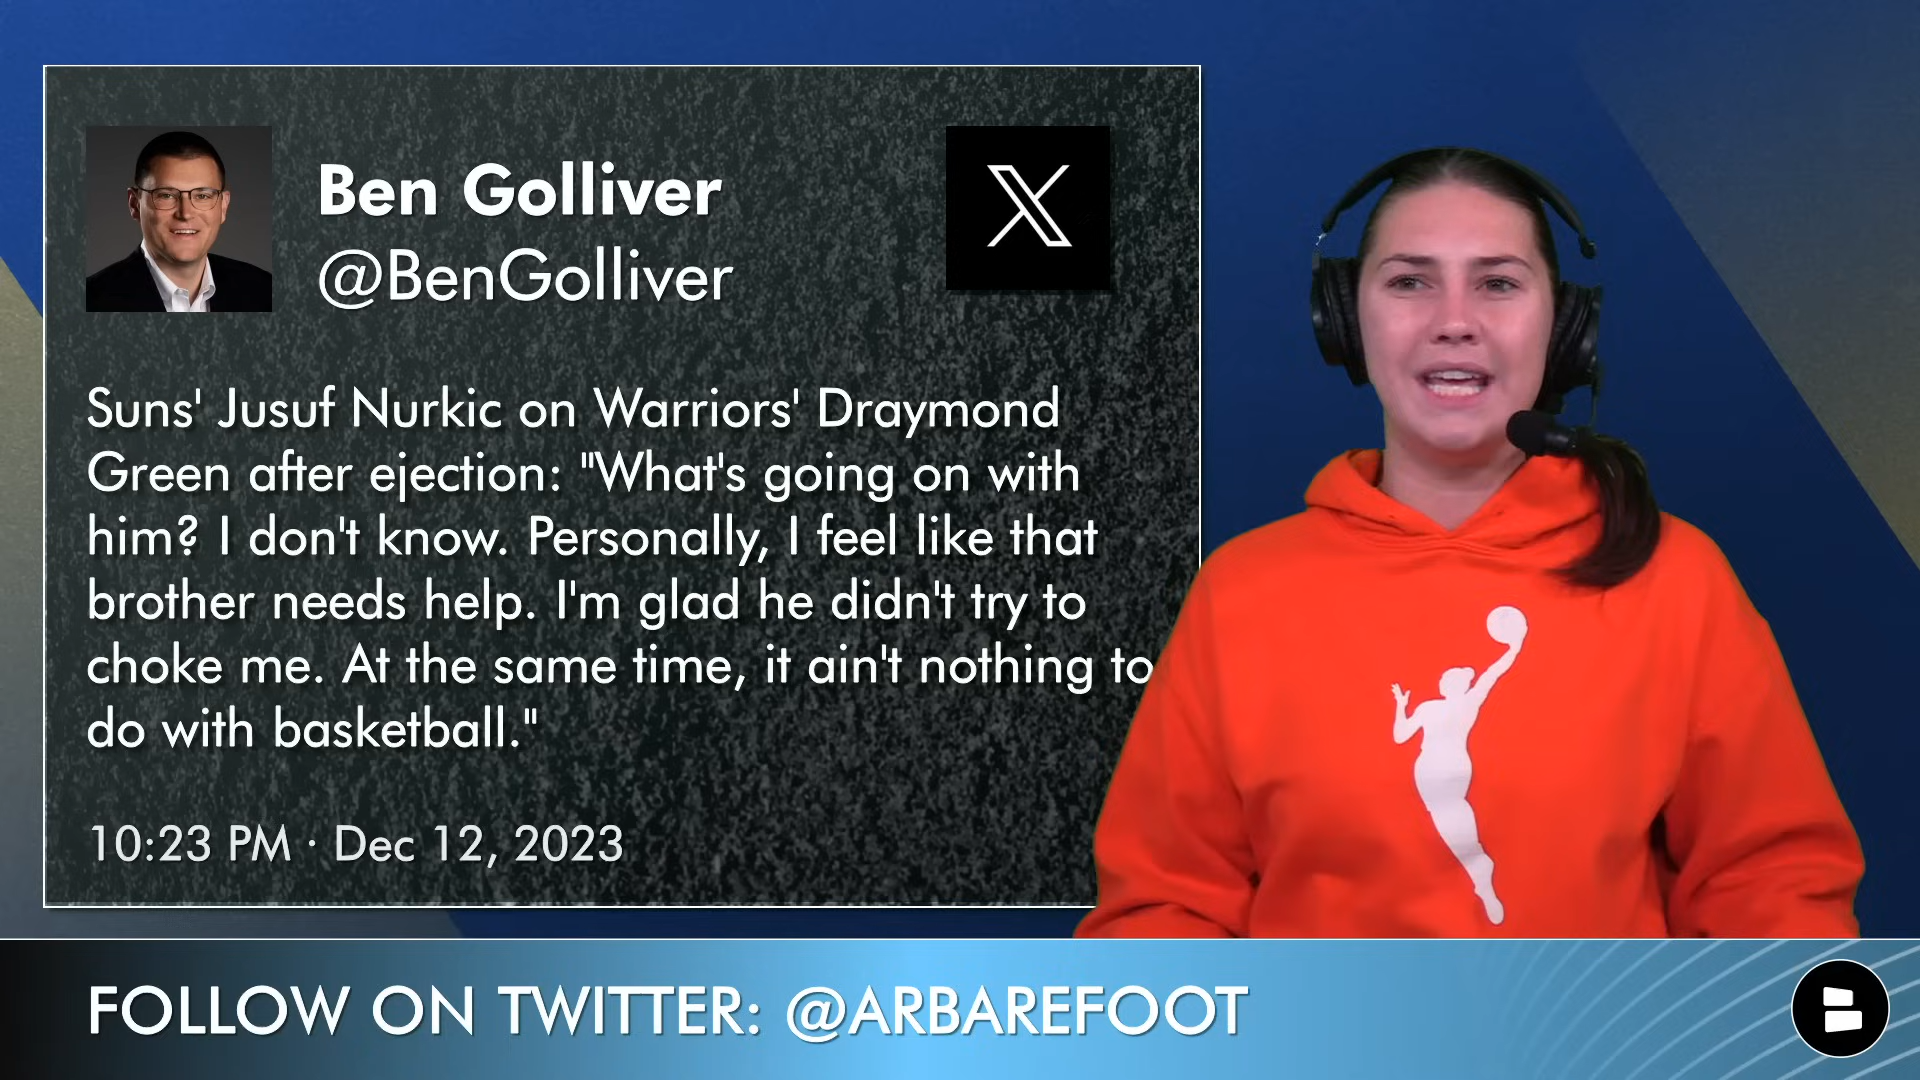 Ben Golliver
@BenGolliver
X
Suns' Jusuf Nurkic on Warriors' Draymond
Green after ejection: "What's going on with
him? I don't know. Personally, I feel like that
brother needs help. I'm glad he didn't try to
choke me. At the same time, it ain't nothing to
do with basketball."
10:23 PM · Dec 12, 2023
FOLLOW ON TWITTER: @ARBAREFOOT